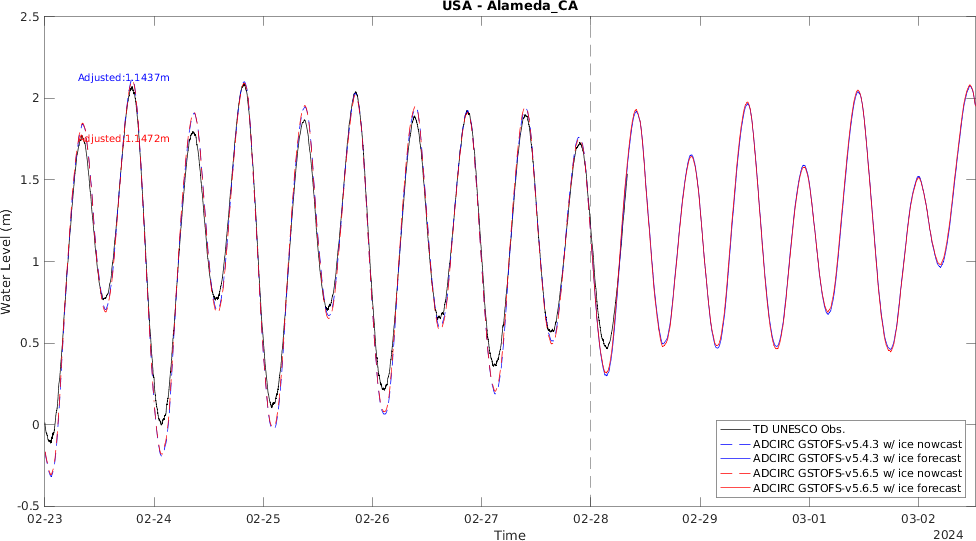 USA - Alameda_CA
2.5
2
1.5
1
0.5
0
-0.5
Water Level (m)
Adjusted:1.1437m
Adjusted:1.1472m
TD UNESCO Obs.
ADCIRC GSTOFS-v5.4.3 w/ ice nowcast
ADCIRC GSTOFS-v5.4.3 w/ ice forecast
ADCIRC GSTOFS-v5.6.5 w/ ice nowcast
ADCIRC GSTOFS-v5.6.5 w/ ice forecast
02-23 02-24 02-25 02-26 02-27 02-28 02-29 03-01 03-02
Time
2024